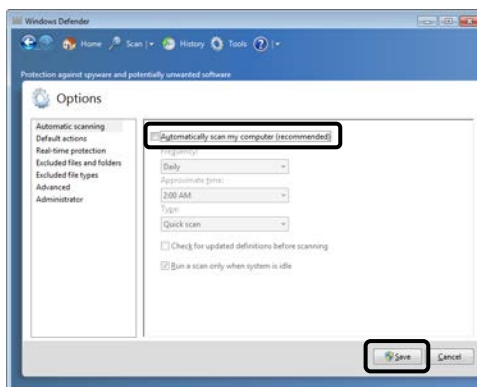 Windows Defender
Home Scan History Tools
Protection against spyware and potentially unwanted software
Options
Automatic scanning
Default actions
Real-time protection
Excluded files and folders
Excluded file types
Advanced
Administrator
Automatically scan my computer (recommended)
Frequency:
Daily
Approximate time:
2:00 AM
Type:
Quick scan
Check for updated definitions before scanning
Run a scan only when system is idle
Save Cancel